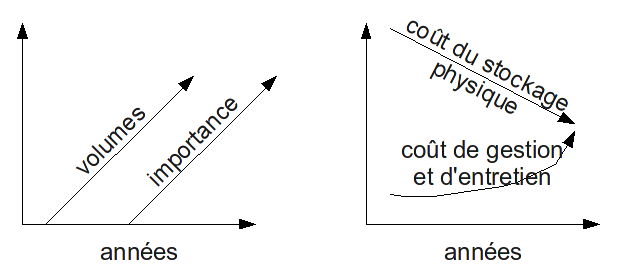 volumes
importance
années
coût du stockage
physique
coût de gestion
et d'entretien
années